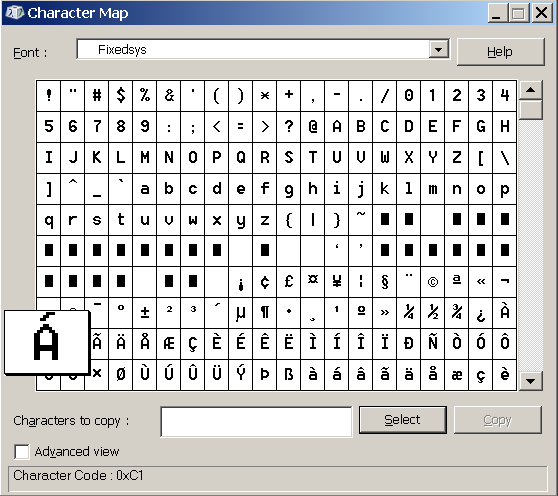 Character Map
Font : Fixedsys Help
! " # $ % & ' ( ) * + , - . / 0 1 2 3 4
5 6 7 8 9 : ; < = > ? @ A B C D E F G H
I J K L M N O P Q R S T U V W X Y Z [ \
] ^ _ ` a b c d e f g h i j k l m n o p
q r s t u v w x y z { | } ~
‘ ’
¡ ¢ £ ¤ ¥ ¦ § ¨ © ª « ¬
¯ ° ± ² ³ ´ µ ¶ · ¸ ¹ º » ¼ ½ ¾ ¿ À
Á
Ã Ä Å Æ Ç È É Ê Ë Ì Í Î Ï Ð Ñ Ò Ó Ô
× Ø Ù Ú Û Ü Ý Þ ß à á â ã ä å æ ç è
Characters to copy : Select Copy
Advanced view
Character Code : 0xC1